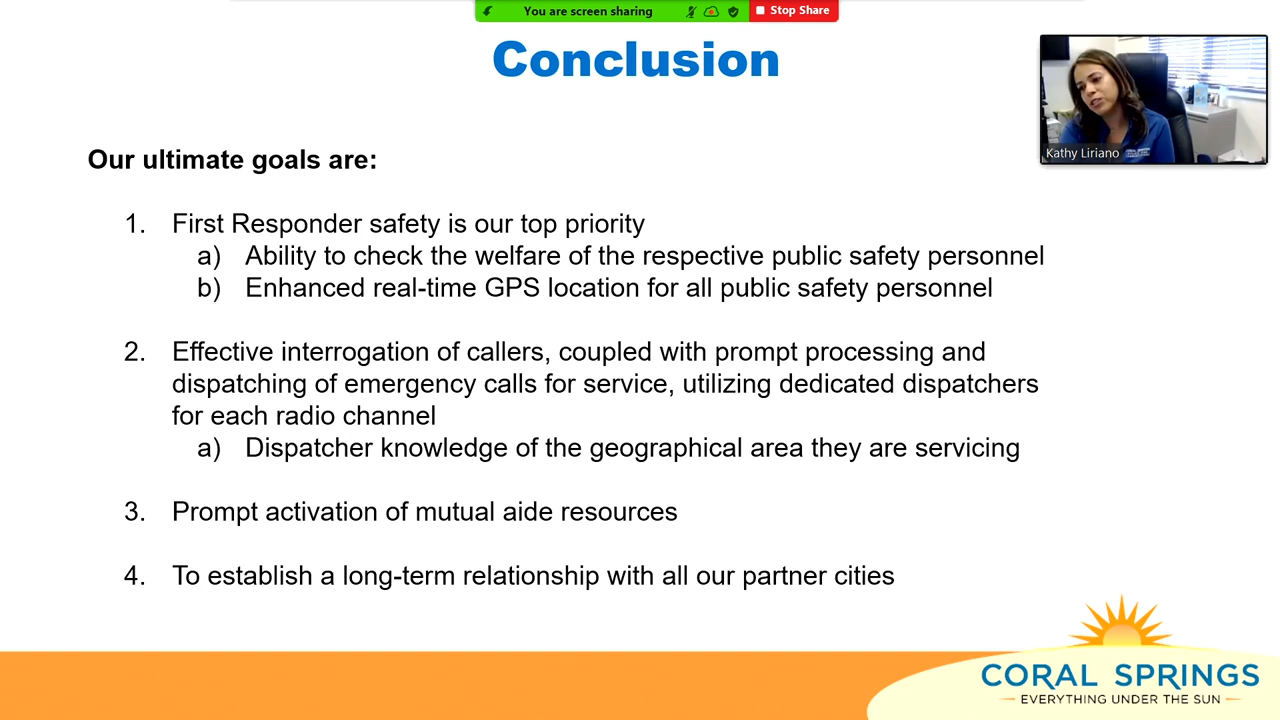 You are screen sharing
Stop Share
Conclusion
Kathy Liriano
Our ultimate goals are:
1. First Responder safety is our top priority
a) Ability to check the welfare of the respective public safety personnel
b) Enhanced real-time GPS location for all public safety personnel
2. Effective interrogation of callers, coupled with prompt processing and
dispatching of emergency calls for service, utilizing dedicated dispatchers
for each radio channel
a) Dispatcher knowledge of the geographical area they are servicing
3. Prompt activation of mutual aide resources
4. To establish a long-term relationship with all our partner cities
CORAL SPRINGS
EVERYTHING UNDER THE SUN